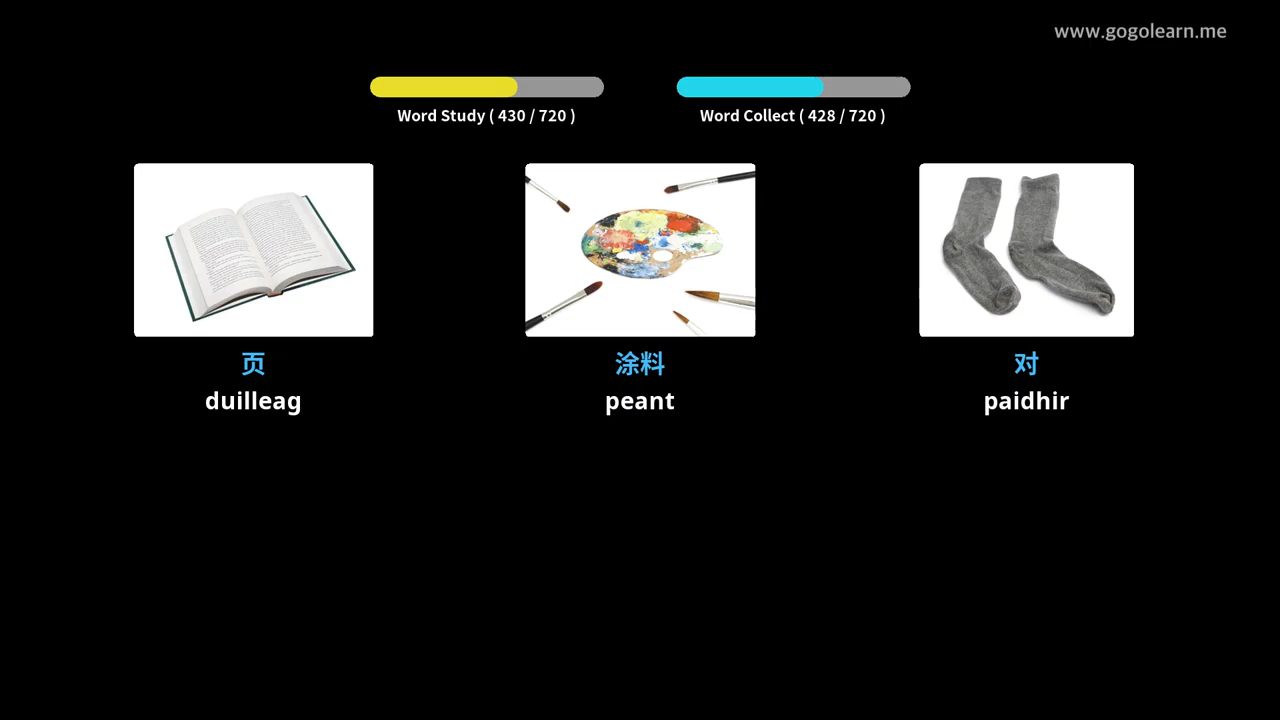 www.gogolearn.me
Word Study ( 430 / 720 )
Word Collect ( 428 / 720 )
页
涂料
对
duilleag
peant
paidhir